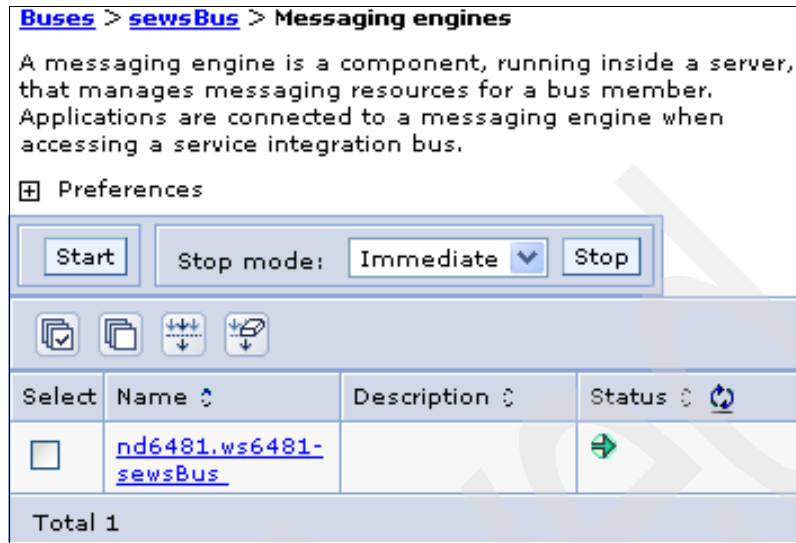 Buses > sewsBus > Messaging engines
A messaging engine is a component, running inside a server,
that manages messaging resources for a bus member.
Applications are connected to a messaging engine when
accessing a service integration bus.
Preferences
Start Stop mode: Immediate Stop
Select Name Description Status
nd6481.ws6481-
sewsBus
Total 1